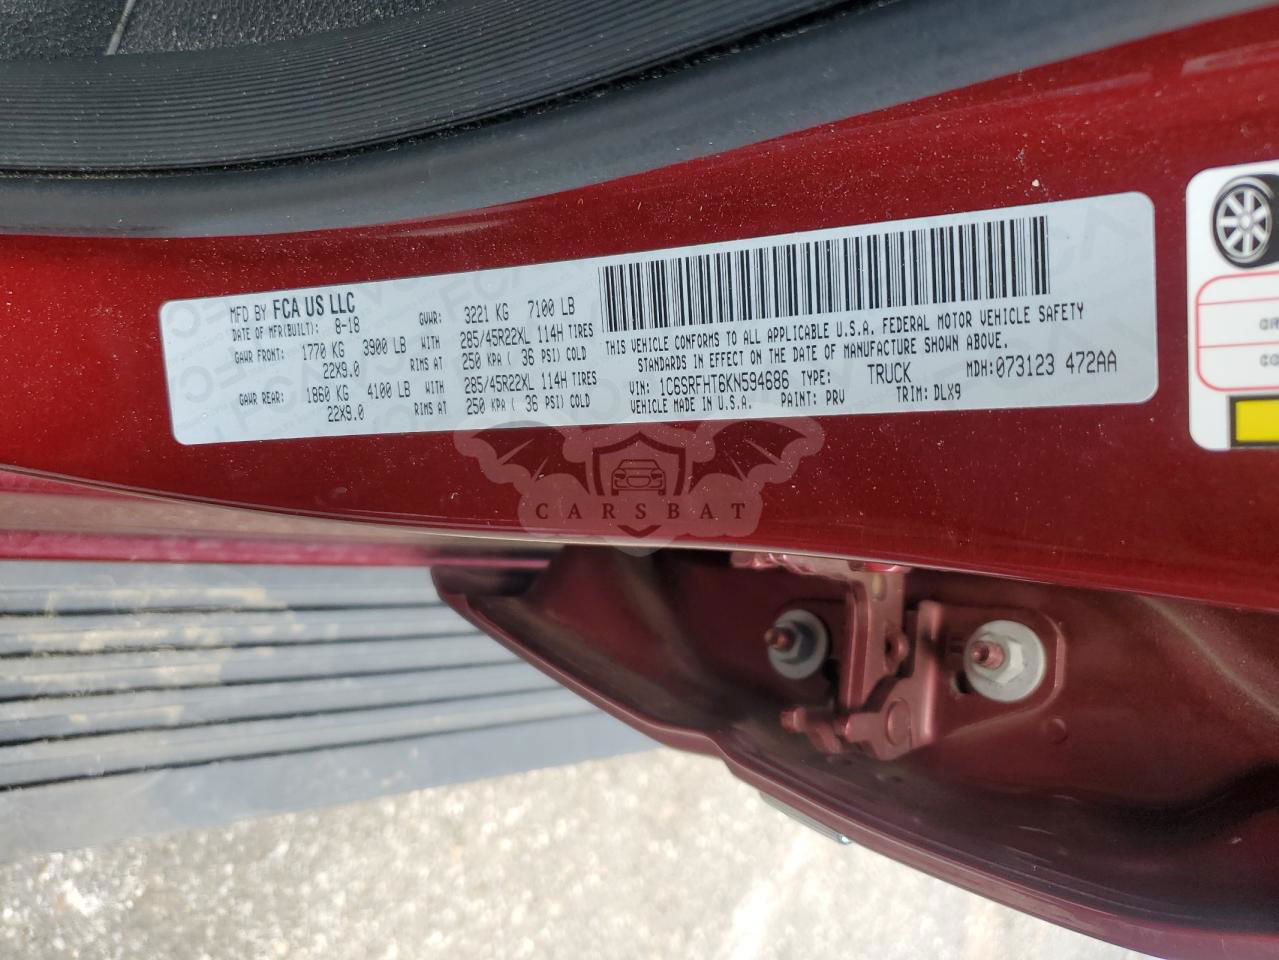 MFD BY FCA US LLC
DATE OF MFR(BUILT): 8-18 GVWR: 3221 KG 7100 LB
GAWR FRONT: 1770 KG 3900 LB WITH 285/45R22XL 114H TIRES
22X9.0 RIMS AT 250 KPA ( 36 PSI) COLD
GAWR REAR: 1860 KG 4100 LB WITH 285/45R22XL 114H TIRES
22X9.0. RIMS AT 250 KPA ( 36 PSI) COLD
THIS VEHICLE CONFORMS TO ALL APPLICABLE U.S.A. FEDERAL MOTOR VEHICLE SAFETY
STANDARDS IN EFFECT ON THE DATE OF MANUFACTURE SHOWN ABOVE.
VIN: 1C6SRFHT6KN594686 TYPE: TRUCK MDH:073123 472AA
VEHICLE MADE IN U.S.A. PAINT: PRV TRIM: DLX9
CARSBAT